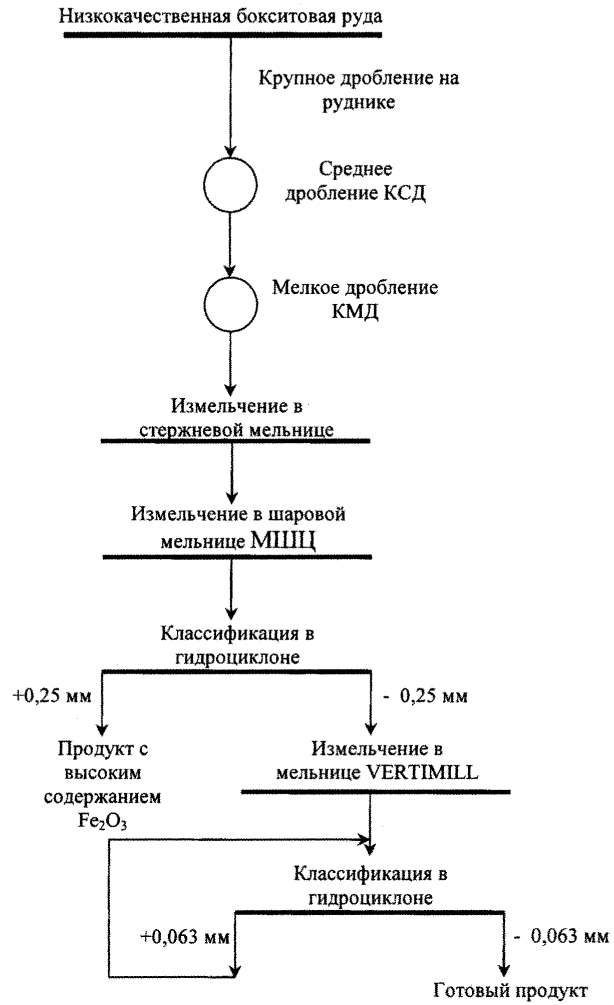 Низкокачественная бокситовая руда
Крупное дробление на
руднике
Среднее
дробление КСД
Мелкое дробление
КМД
Измельчение в
стержневой мельнице
Измельчение в шаровой
мельнице МШЦ
Классификация в
гидроциклоне
+0,25 мм
- 0,25 мм
Продукт с
высоким
содержанием
Fe₂O₃
Измельчение в
мельнице VERTIMILL
Классификация в
гидроциклоне
+0,063 мм
- 0,063 мм
Готовый продукт